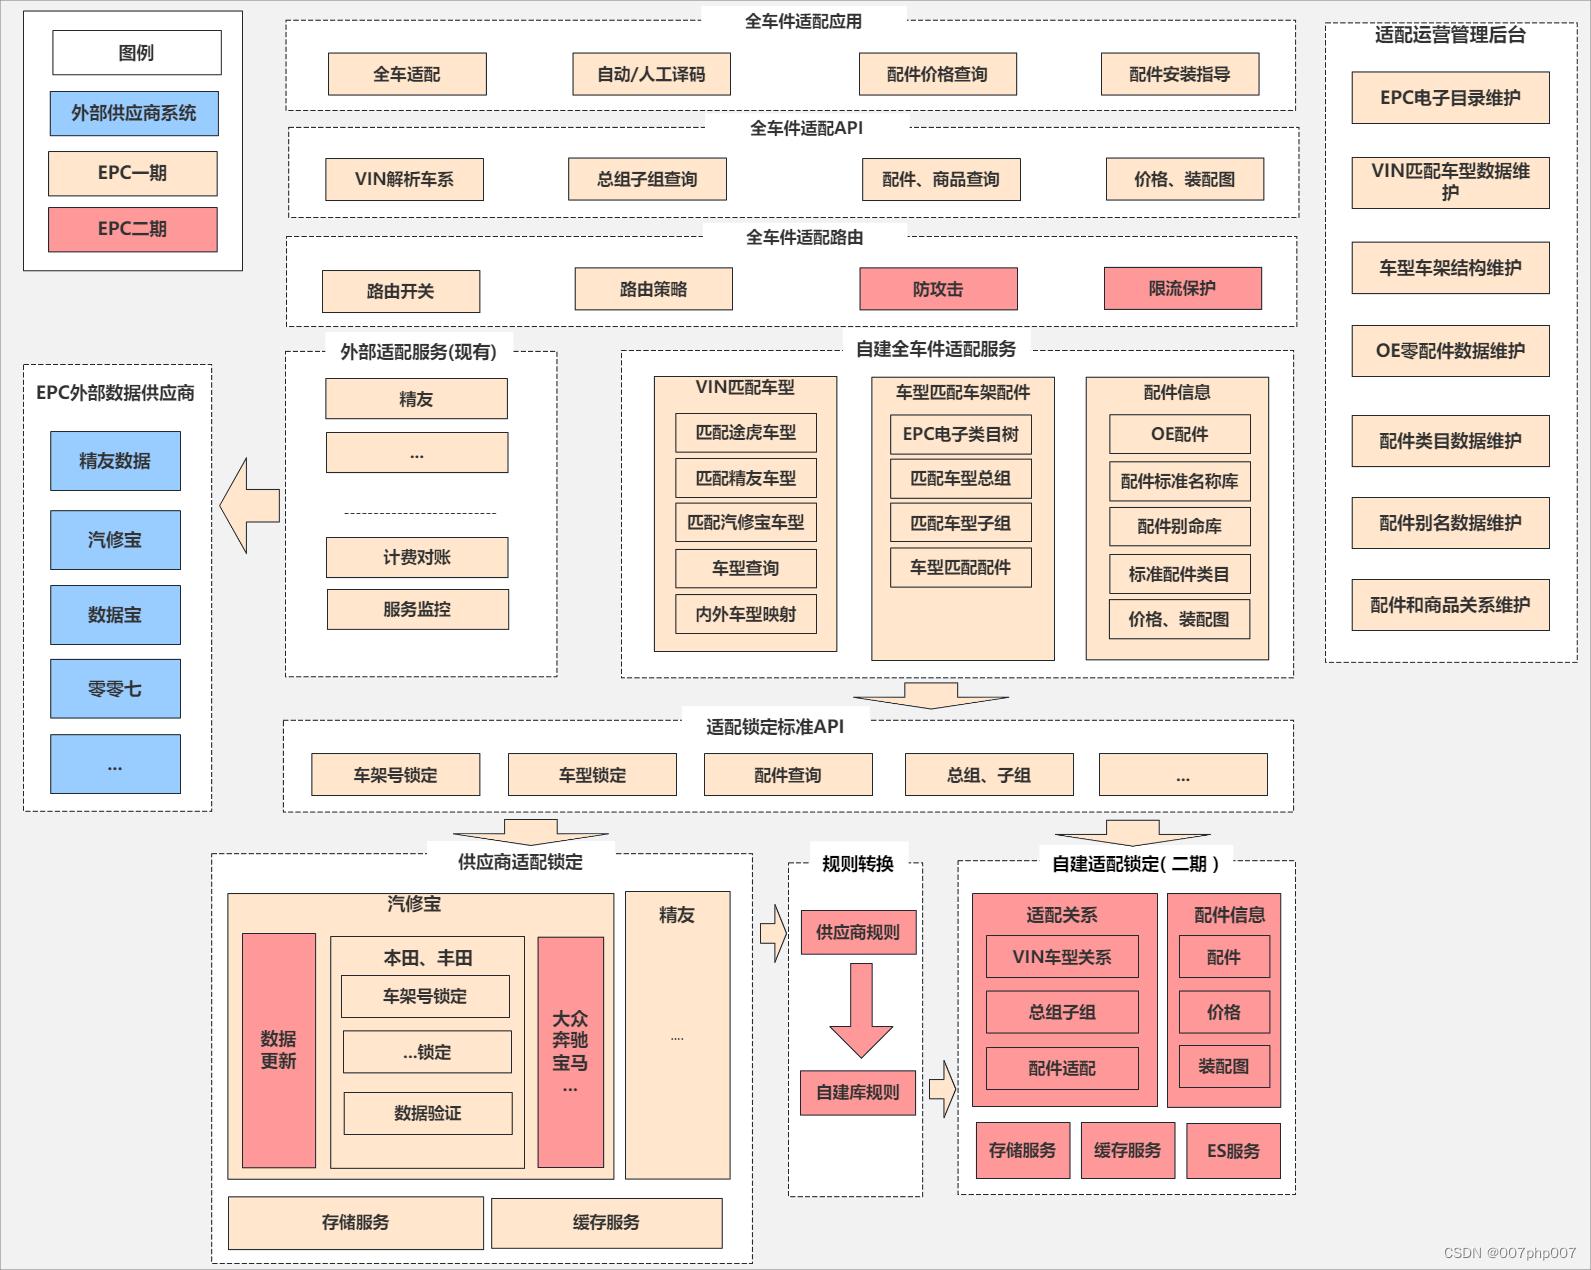 图例
外部供应商系统
EPC一期
EPC二期
全车件适配应用
全车适配
自动/人工译码
配件价格查询
配件安装指导
全车件适配API
VIN解析车系
总组子组查询
配件、商品查询
价格、装配图
全车件适配路由
路由开关
路由策略
防攻击
限流保护
适配运营管理后台
EPC电子目录维护
VIN匹配车型数据维
护
车型车架结构维护
OE零配件数据维护
配件类目数据维护
配件别名数据维护
配件和商品关系维护
EPC外部数据供应商
精友数据
汽修宝
数据宝
零零七
...
外部适配服务(现有)
精友
...
计费对账
服务监控
自建全车件适配服务
VIN匹配车型
匹配途虎车型
匹配精友车型
匹配汽修宝车型
车型查询
内外车型映射
车型匹配车架配件
EPC电子类目树
匹配车型总组
匹配车型子组
车型匹配配件
配件信息
OE配件
配件标准名称库
配件别命库
标准配件类目
价格、装配图
适配锁定标准API
车架号锁定
车型锁定
配件查询
总组、子组
...
供应商适配锁定
汽修宝
数据
更新
本田、丰田
车架号锁定
...锁定
数据验证
大众
奔驰
宝马
...
精友
....
存储服务
缓存服务
规则转换
供应商规则
自建库规则
自建适配锁定( 二期 )
适配关系
VIN车型关系
总组子组
配件适配
配件信息
配件
价格
装配图
存储服务
缓存服务
ES服务
CSDN @007php007